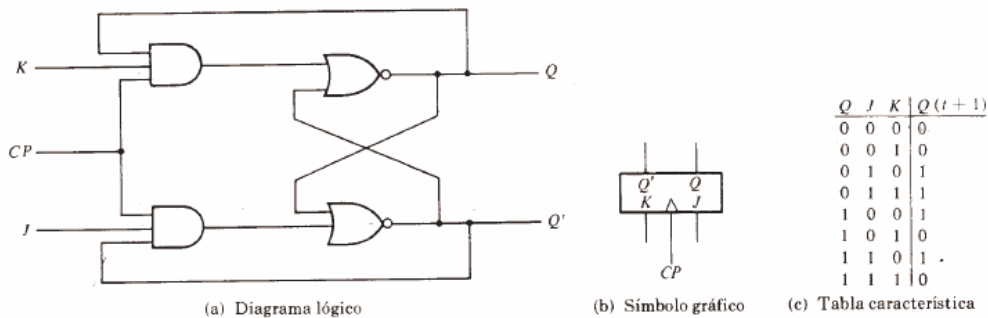 K
CP
J
Q
Q'
(a) Diagrama lógico
Q' Q
K J
CP
(b) Símbolo gráfico
Q J K Q (t + 1)
0 0 0 0
0 0 1 0
0 1 0 1
0 1 1 1
1 0 0 1
1 0 1 0
1 1 0 1
1 1 1 0
(c) Tabla característica